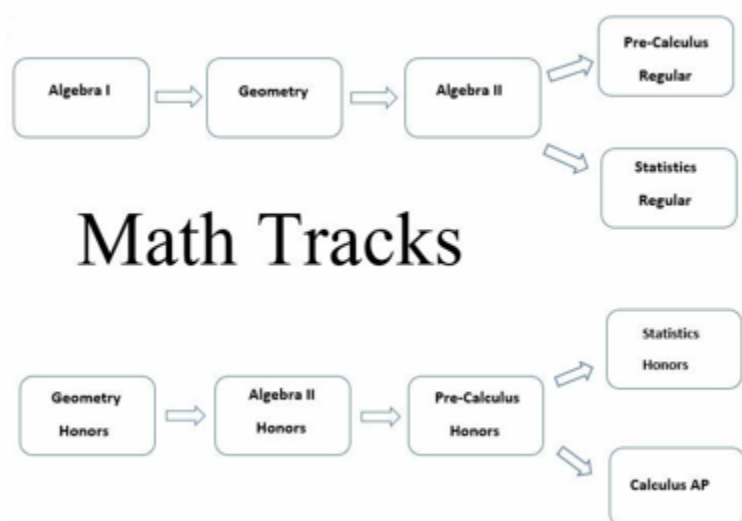 Algebra I
Geometry
Algebra II
Pre-Calculus
Regular
Statistics
Regular
Math Tracks
Geometry
Honors
Algebra II
Honors
Pre-Calculus
Honors
Statistics
Honors
Calculus AP